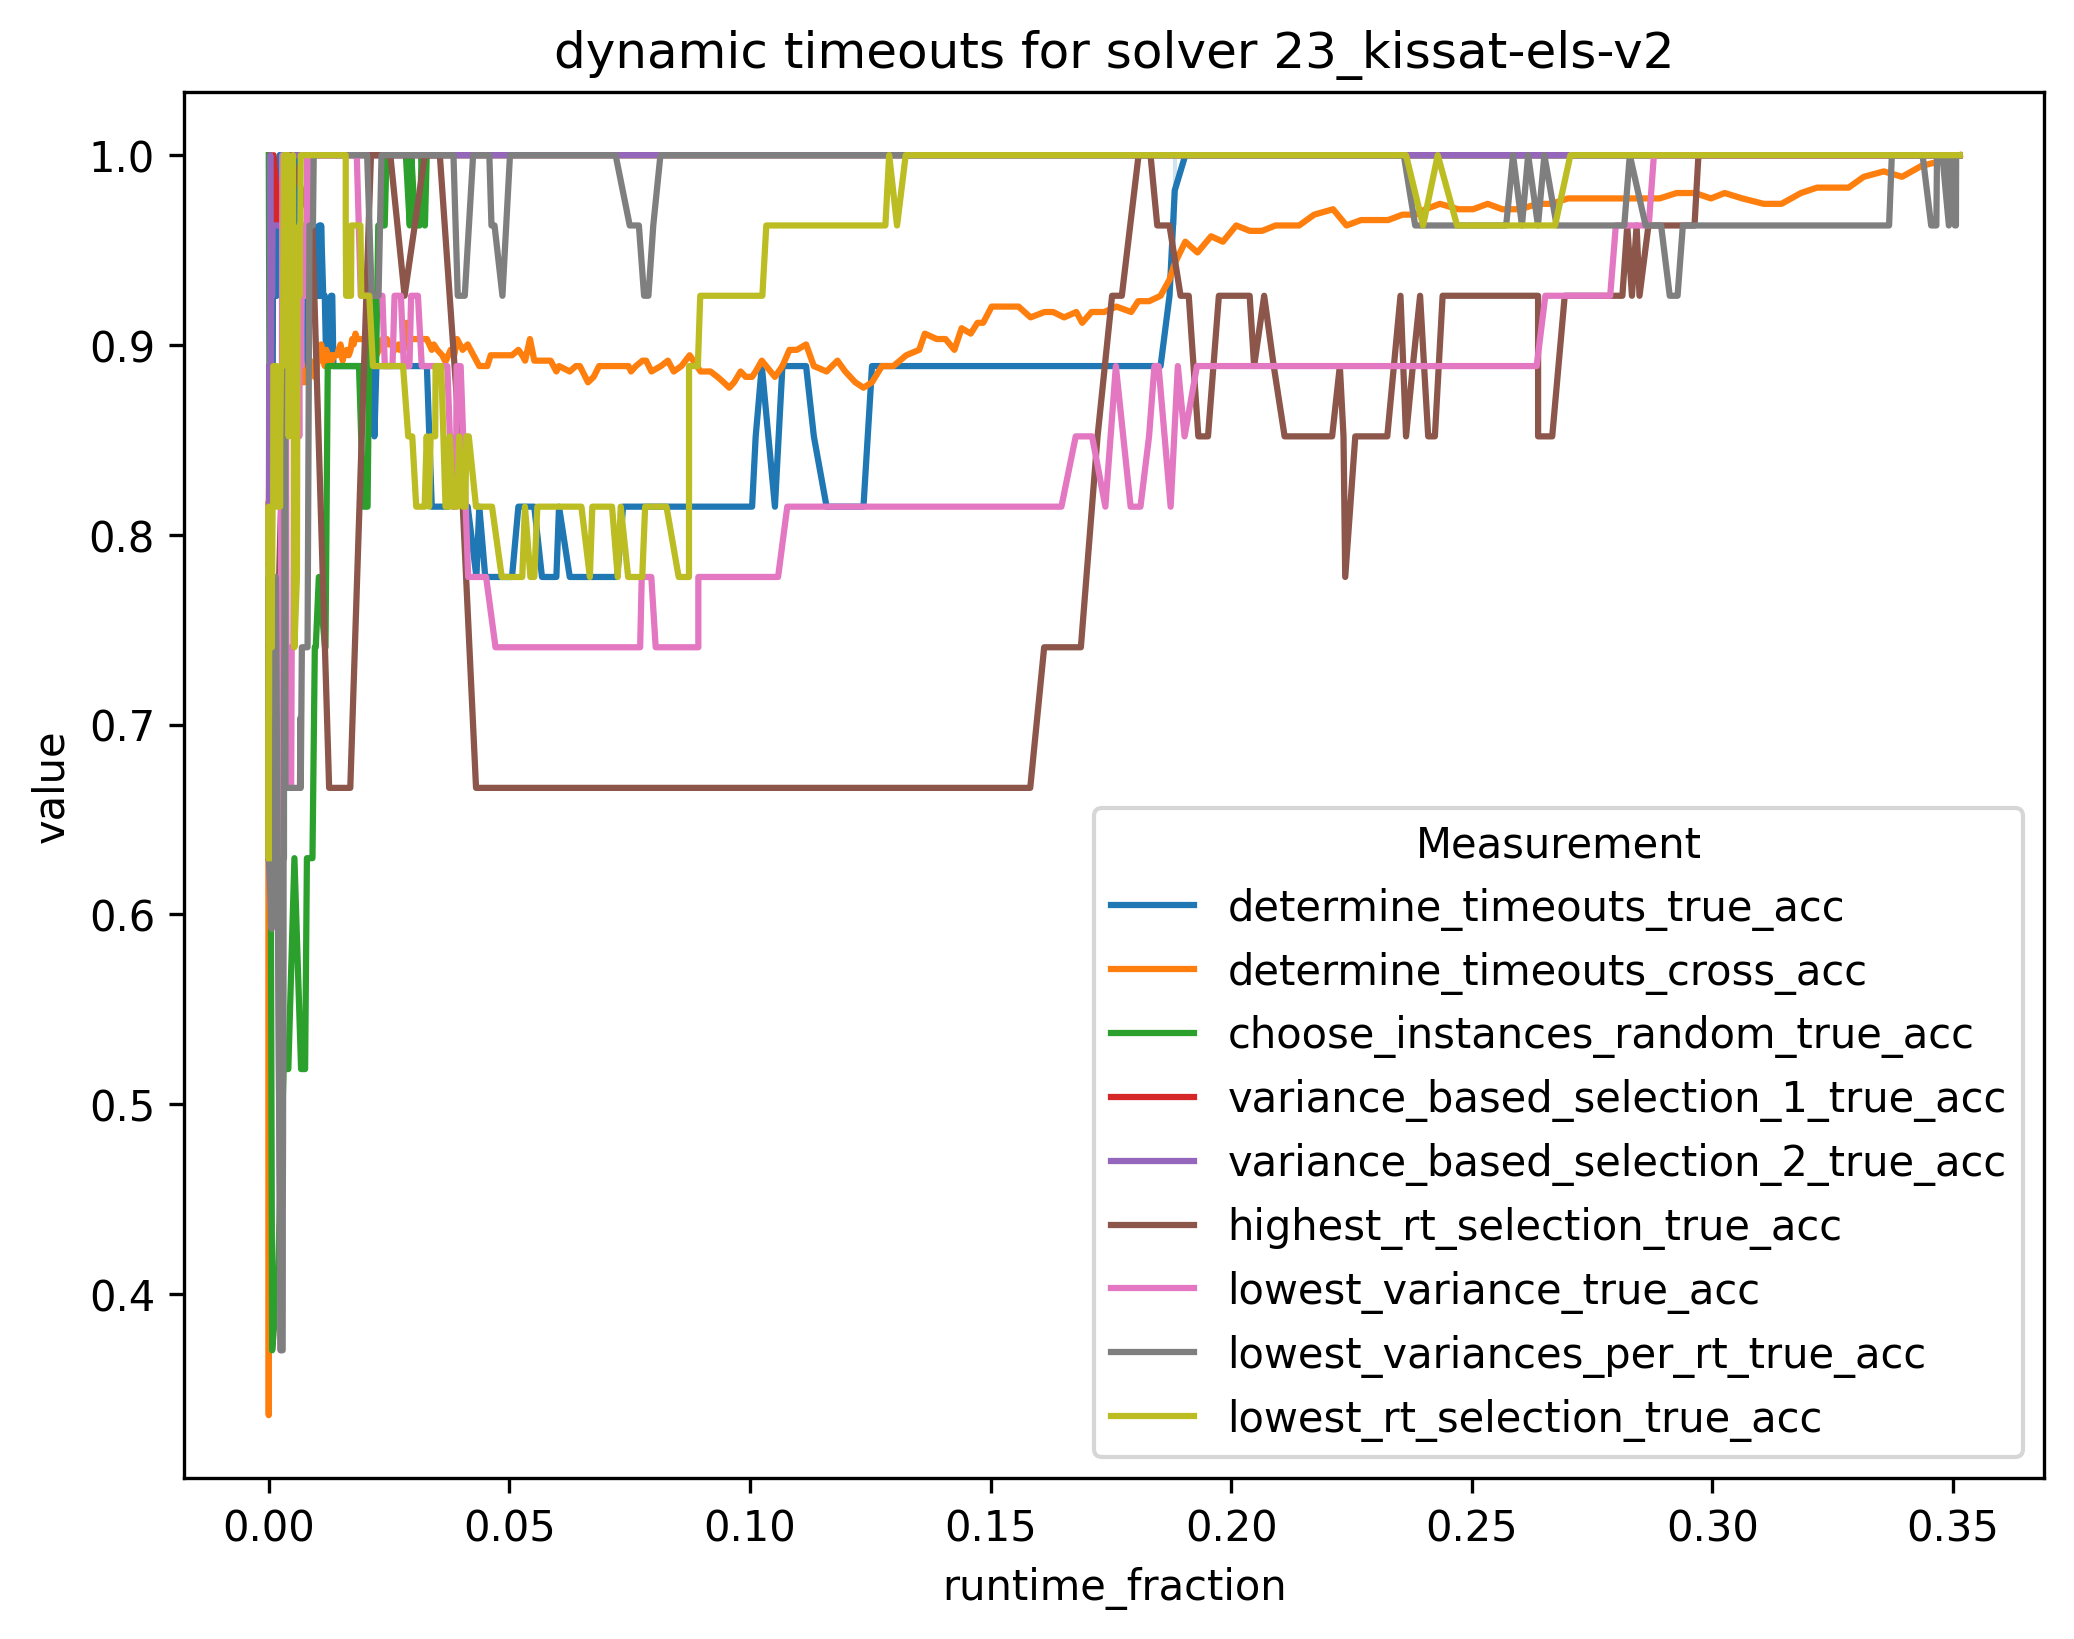 dynamic timeouts for solver 23_kissat-els-v2
1.0
0.9
0.8
0.7
0.6
0.5
0.4
value
Measurement
determine_timeouts_true_acc
determine_timeouts_cross_acc
choose_instances_random_true_acc
variance_based_selection_1_true_acc
variance_based_selection_2_true_acc
highest_rt_selection_true_acc
lowest_variance_true_acc
lowest_variances_per_rt_true_acc
lowest_rt_selection_true_acc
0.00 0.05 0.10 0.15 0.20 0.25 0.30 0.35
runtime_fraction